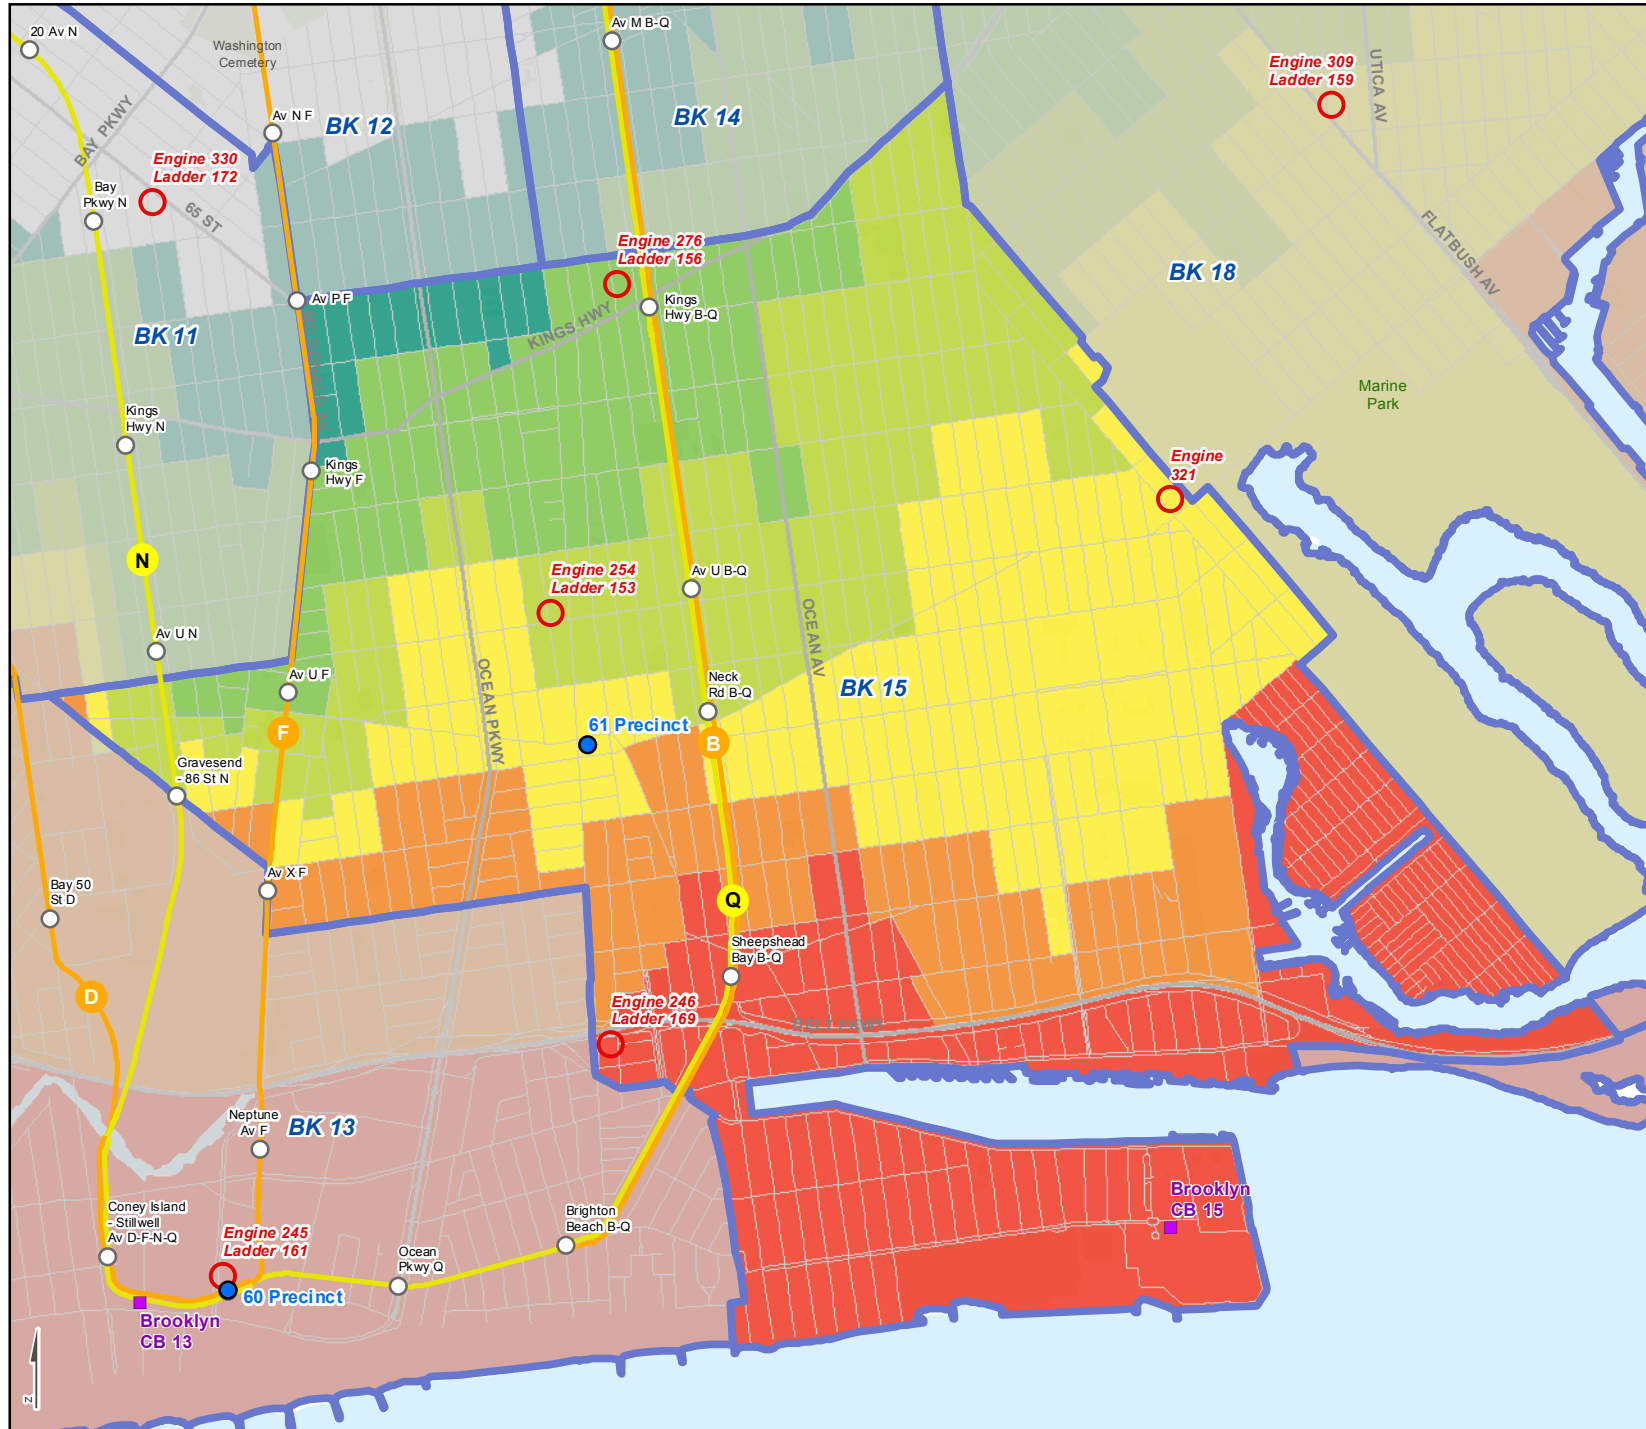 20 Av N
Washington
Cemetery
Av M B-Q
Engine 309
Ladder 159
UTICA AV
BAY PKWY
Av N F
BK 12
BK 14
Engine 330
Ladder 172
Bay
Pkwy N
65 ST
Engine 276
Ladder 156
FLATBUSH AV
BK 18
Av P F
Kings
Hwy B-Q
KINGS HWY
BK 11
Marine
Park
Kings
Hwy N
Kings
Hwy F
Engine
321
N
Engine 254
Ladder 153
Av U B-Q
OCEAN AV
Av U N
Av U F
OCEAN PKWY
Neck
Rd B-Q
BK 15
61 Precinct
F
B
Gravesend
- 86 St N
Av X F
Bay 50
St D
Q
Sheepshead
Bay B-Q
D
Engine 246
Ladder 169
BELT PKWY
Neptune
Av F
BK 13
Brooklyn
CB 15
Coney Island
- Stillwell
Av D-F-N-Q
Brighton
Beach B-Q
Engine 245
Ladder 161
Ocean
Pkwy Q
60 Precinct
Brooklyn
CB 13
N